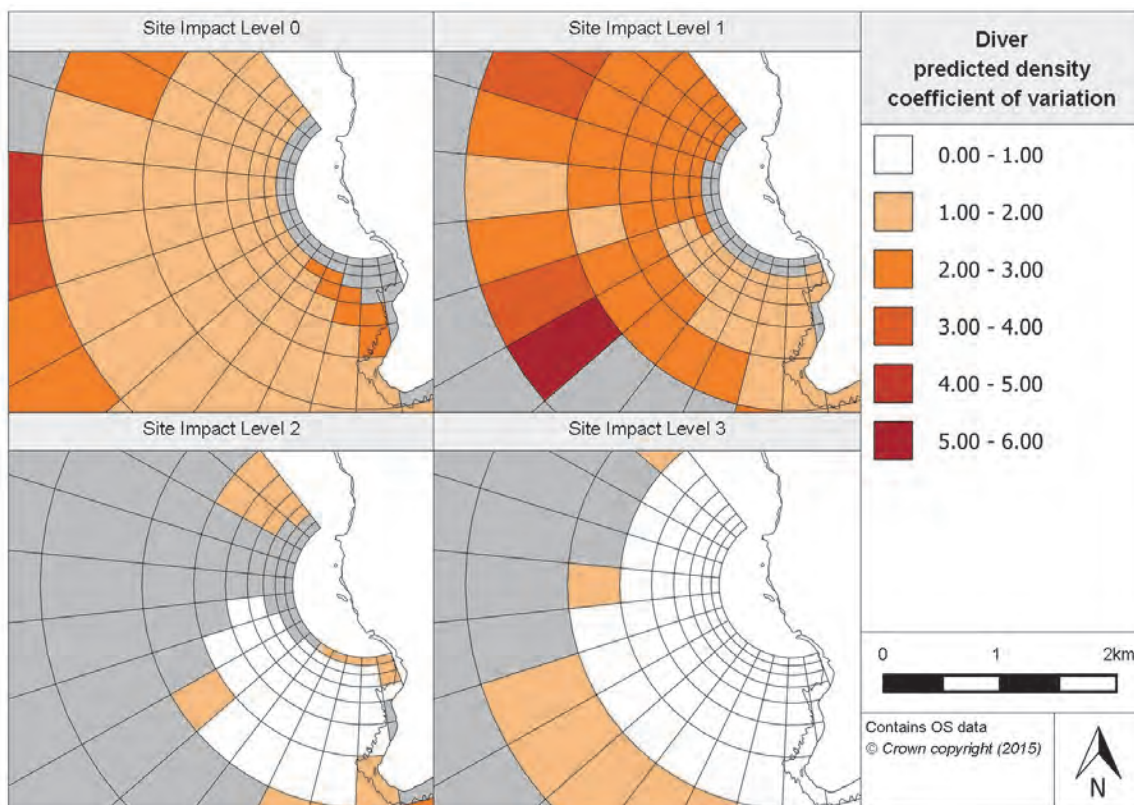 Site Impact Level 0
Site Impact Level 1
Site Impact Level 2
Site Impact Level 3
Diver
predicted density
coefficient of variation
0.00 - 1.00
1.00 - 2.00
2.00 - 3.00
3.00 - 4.00
4.00 - 5.00
5.00 - 6.00
0 1 2km
Contains OS data
© Crown copyright (2015)
N